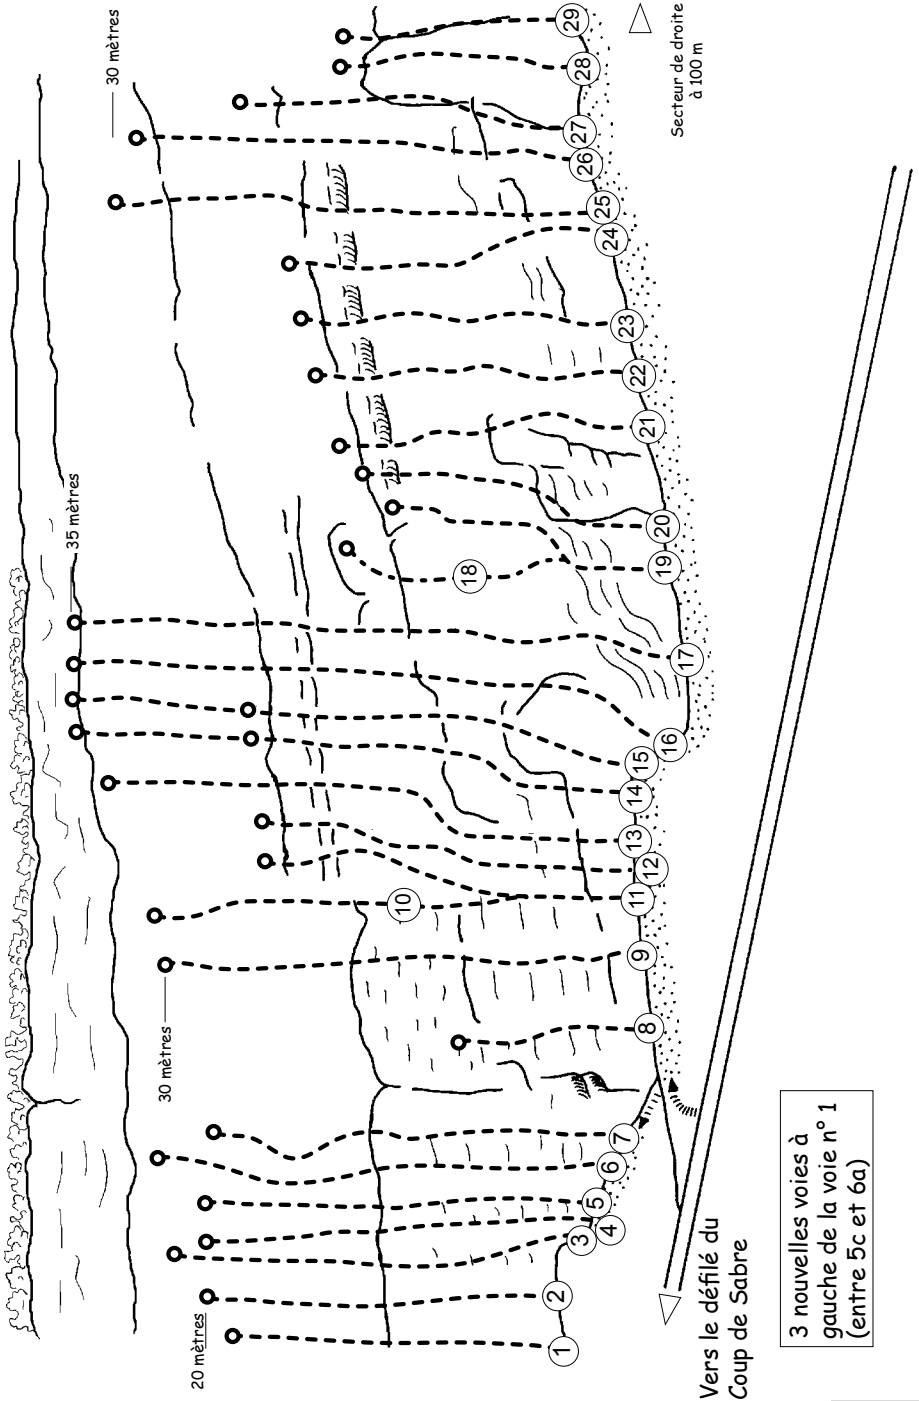 20 mètres
30 mètres
35 mètres
30 mètres
1
2
3
4
5
6
7
8
9
10
11
12
13
14
15
16
17
18
19
20
21
22
23
24
25
26
27
28
29
Secteur de droite
à 100 m
Vers le défilé du
Coup de Sabre
3 nouvelles voies à
gauche de la voie n° 1
(entre 5c et 6a)